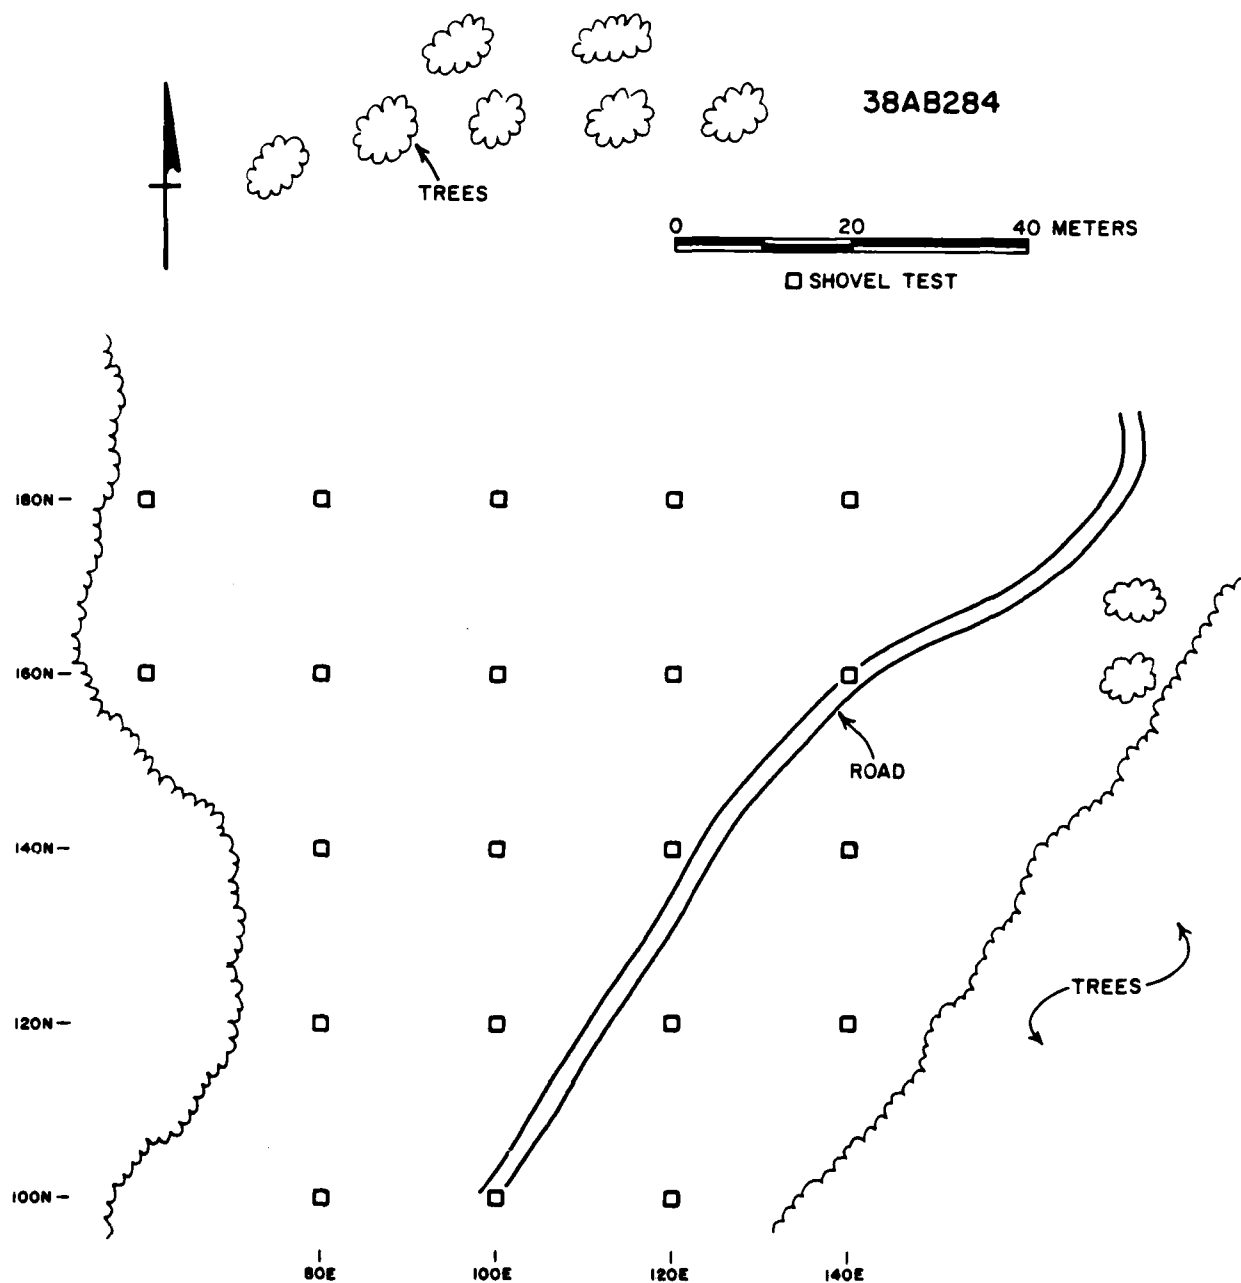 38AB284
TREES
0 20 40 METERS
SHOVEL TEST
180N
160N
ROAD
140N
TREES
120N
100N
80E 100E 120E 140E